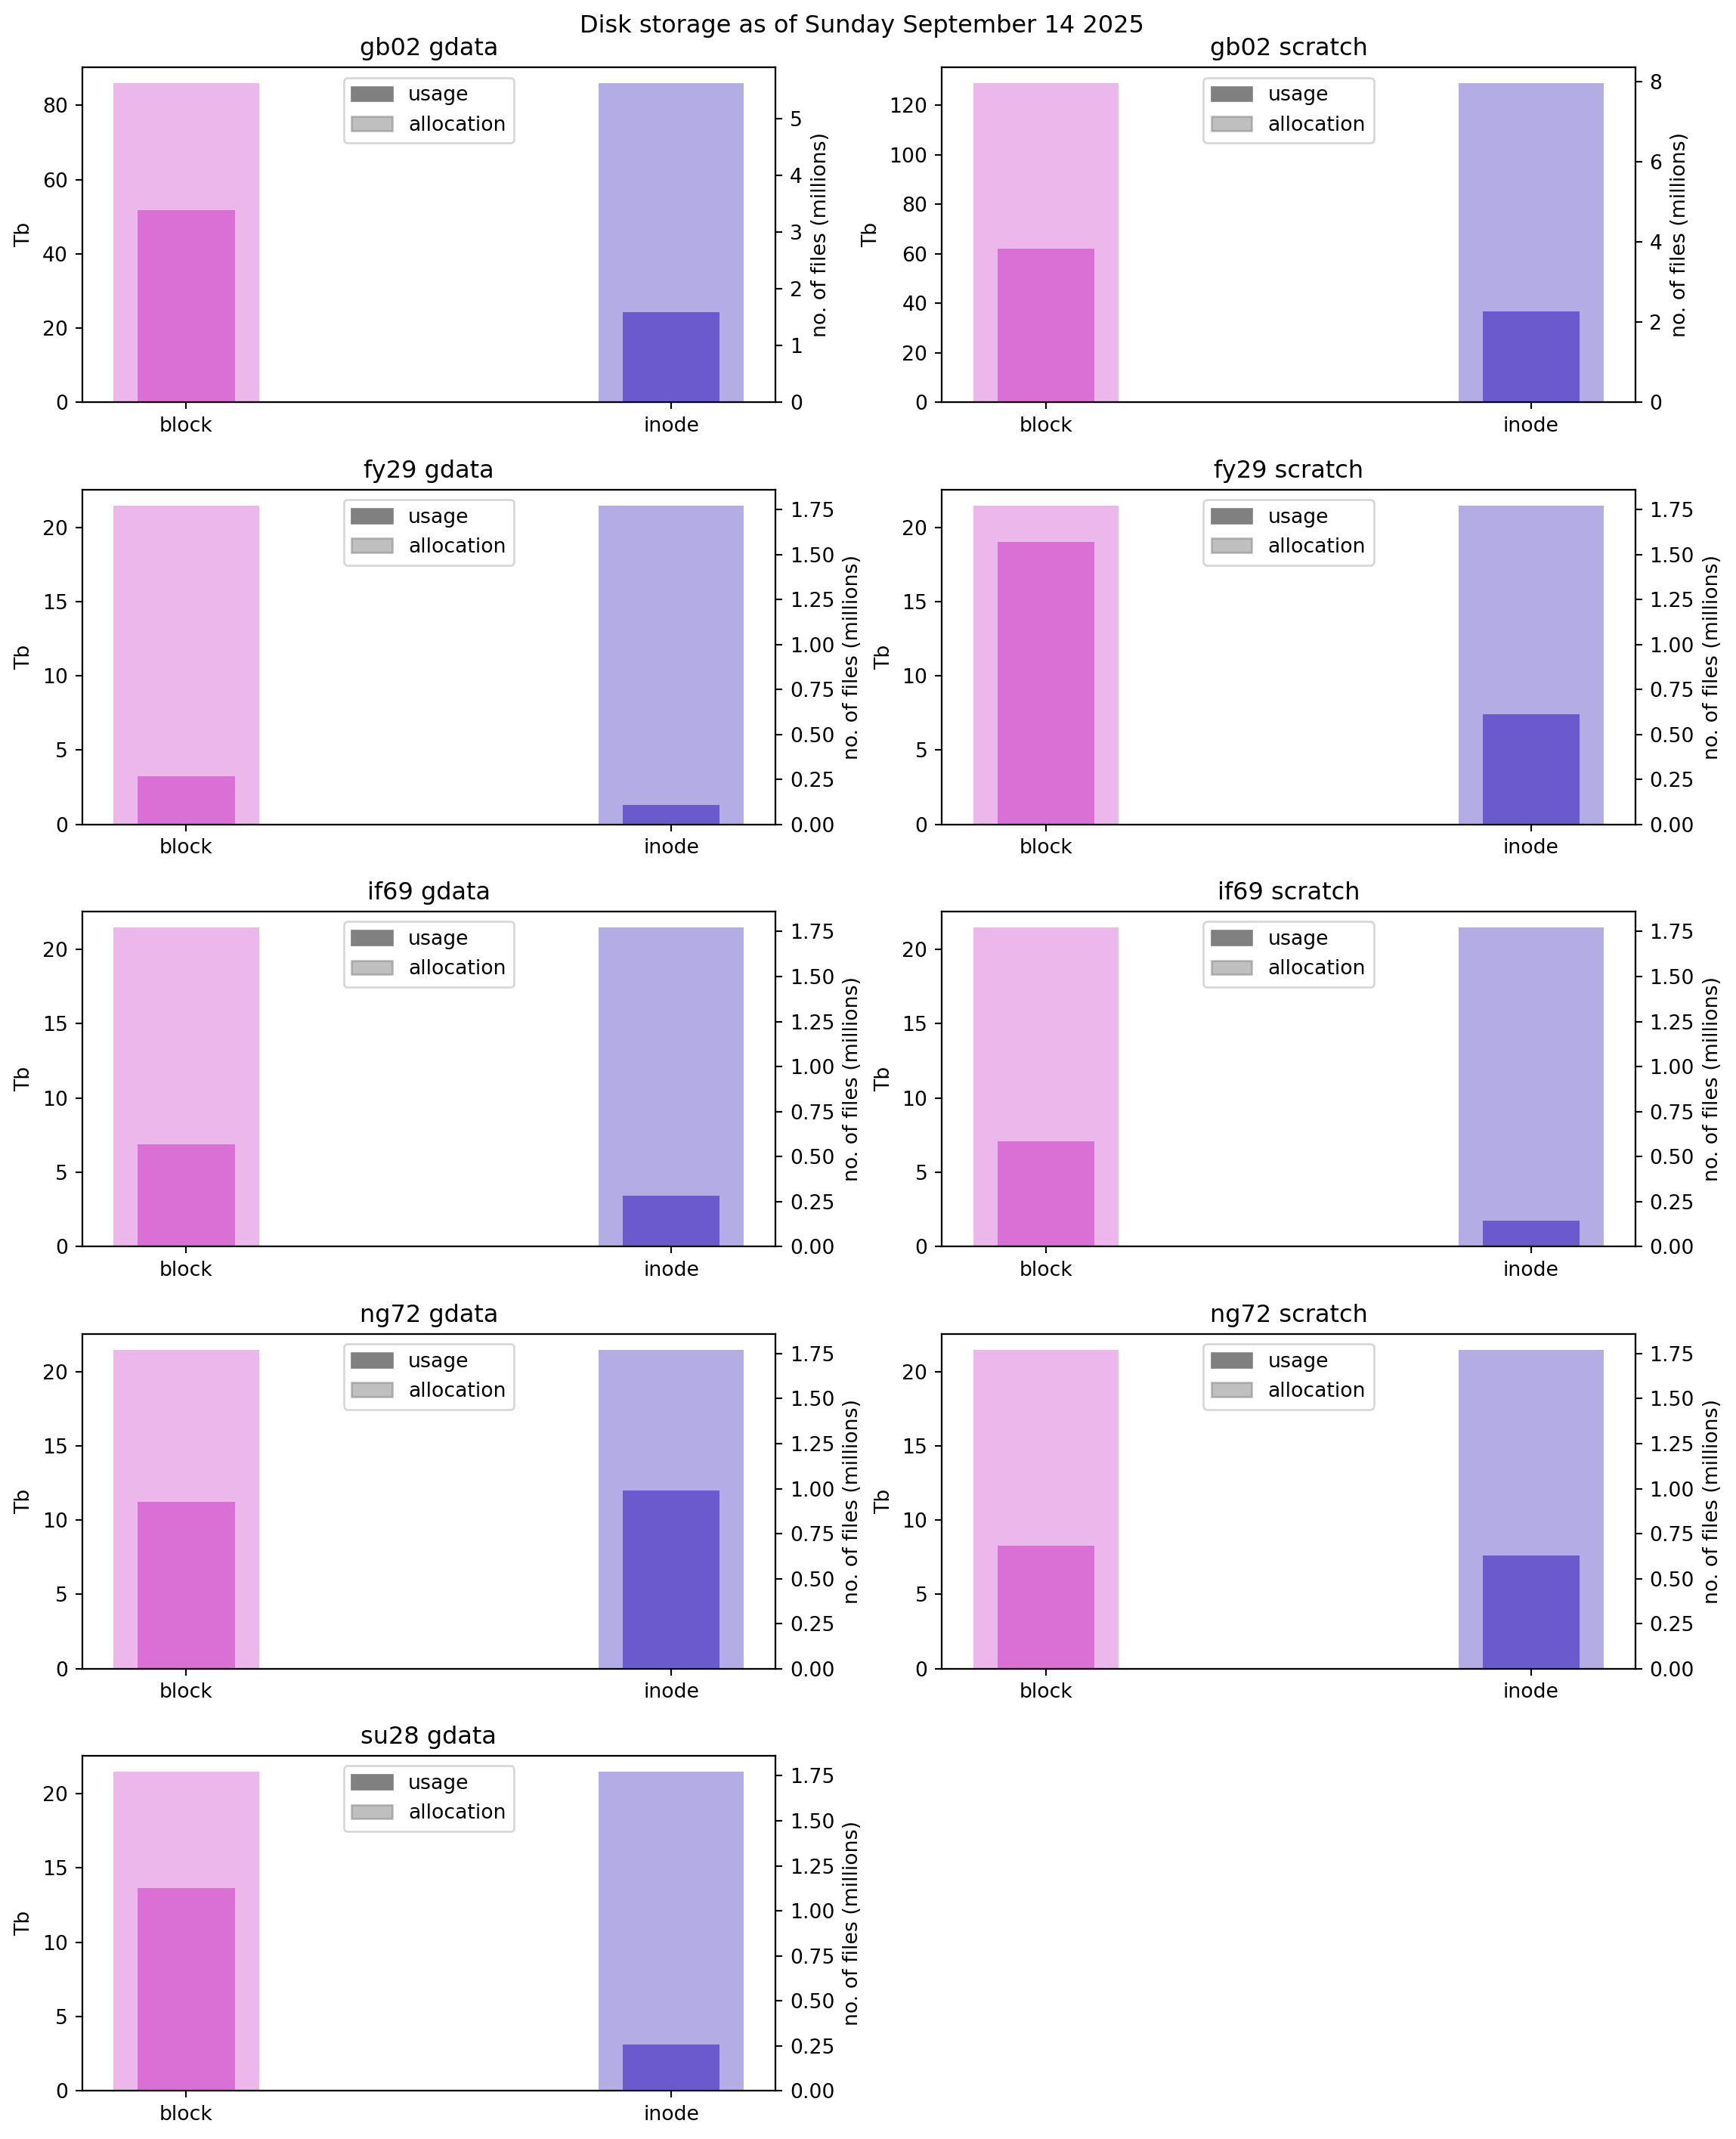 Disk storage as of Sunday September 14 2025
gb02 gdata
usage
allocation
80
60
40
20
0
Tb
5
4
3
2
1
0
no. of files (millions)
block
inode
gb02 scratch
usage
allocation
120
100
80
60
40
20
0
Tb
8
6
4
2
0
no. of files (millions)
block
inode
fy29 gdata
usage
allocation
20
15
10
5
0
Tb
1.75
1.50
1.25
1.00
0.75
0.50
0.25
0.00
no. of files (millions)
block
inode
fy29 scratch
usage
allocation
20
15
10
5
0
Tb
1.75
1.50
1.25
1.00
0.75
0.50
0.25
0.00
no. of files (millions)
block
inode
if69 gdata
usage
allocation
20
15
10
5
0
Tb
1.75
1.50
1.25
1.00
0.75
0.50
0.25
0.00
no. of files (millions)
block
inode
if69 scratch
usage
allocation
20
15
10
5
0
Tb
1.75
1.50
1.25
1.00
0.75
0.50
0.25
0.00
no. of files (millions)
block
inode
ng72 gdata
usage
allocation
20
15
10
5
0
Tb
1.75
1.50
1.25
1.00
0.75
0.50
0.25
0.00
no. of files (millions)
block
inode
ng72 scratch
usage
allocation
20
15
10
5
0
Tb
1.75
1.50
1.25
1.00
0.75
0.50
0.25
0.00
no. of files (millions)
block
inode
su28 gdata
usage
allocation
20
15
10
5
0
Tb
1.75
1.50
1.25
1.00
0.75
0.50
0.25
0.00
no. of files (millions)
block
inode